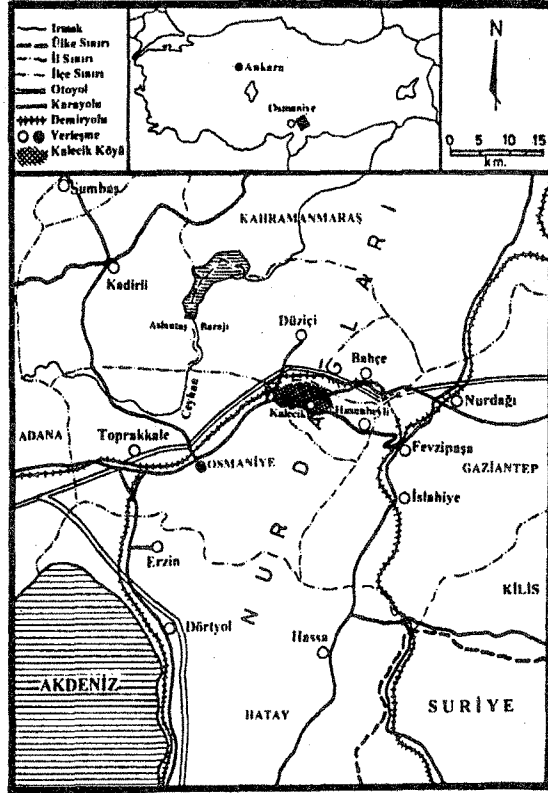 Irmak
Ülke Sınırı
İl Sınırı
İlçe Sınırı
Otoyol
Karayolu
Demiryolu
Yerleşme
Kalecik Köyü
Ankara
Osmaniye
N
0 5 10 15
km.
Sumbaş
KAHRAMANMARAŞ
Kadirli
Aslantaş Barajı
Düziçi
Ceyhan
Bahçe
Kalecik
Hasanbeyli
Nurdağı
ADANA
Toprakkale
OSMANİYE
Fevzipaşa
GAZİANTEP
İslahiye
NUR DAĞLARI
Erzin
KİLİS
Dörtyol
Hassa
AKDENİZ
HATAY
SURİYE